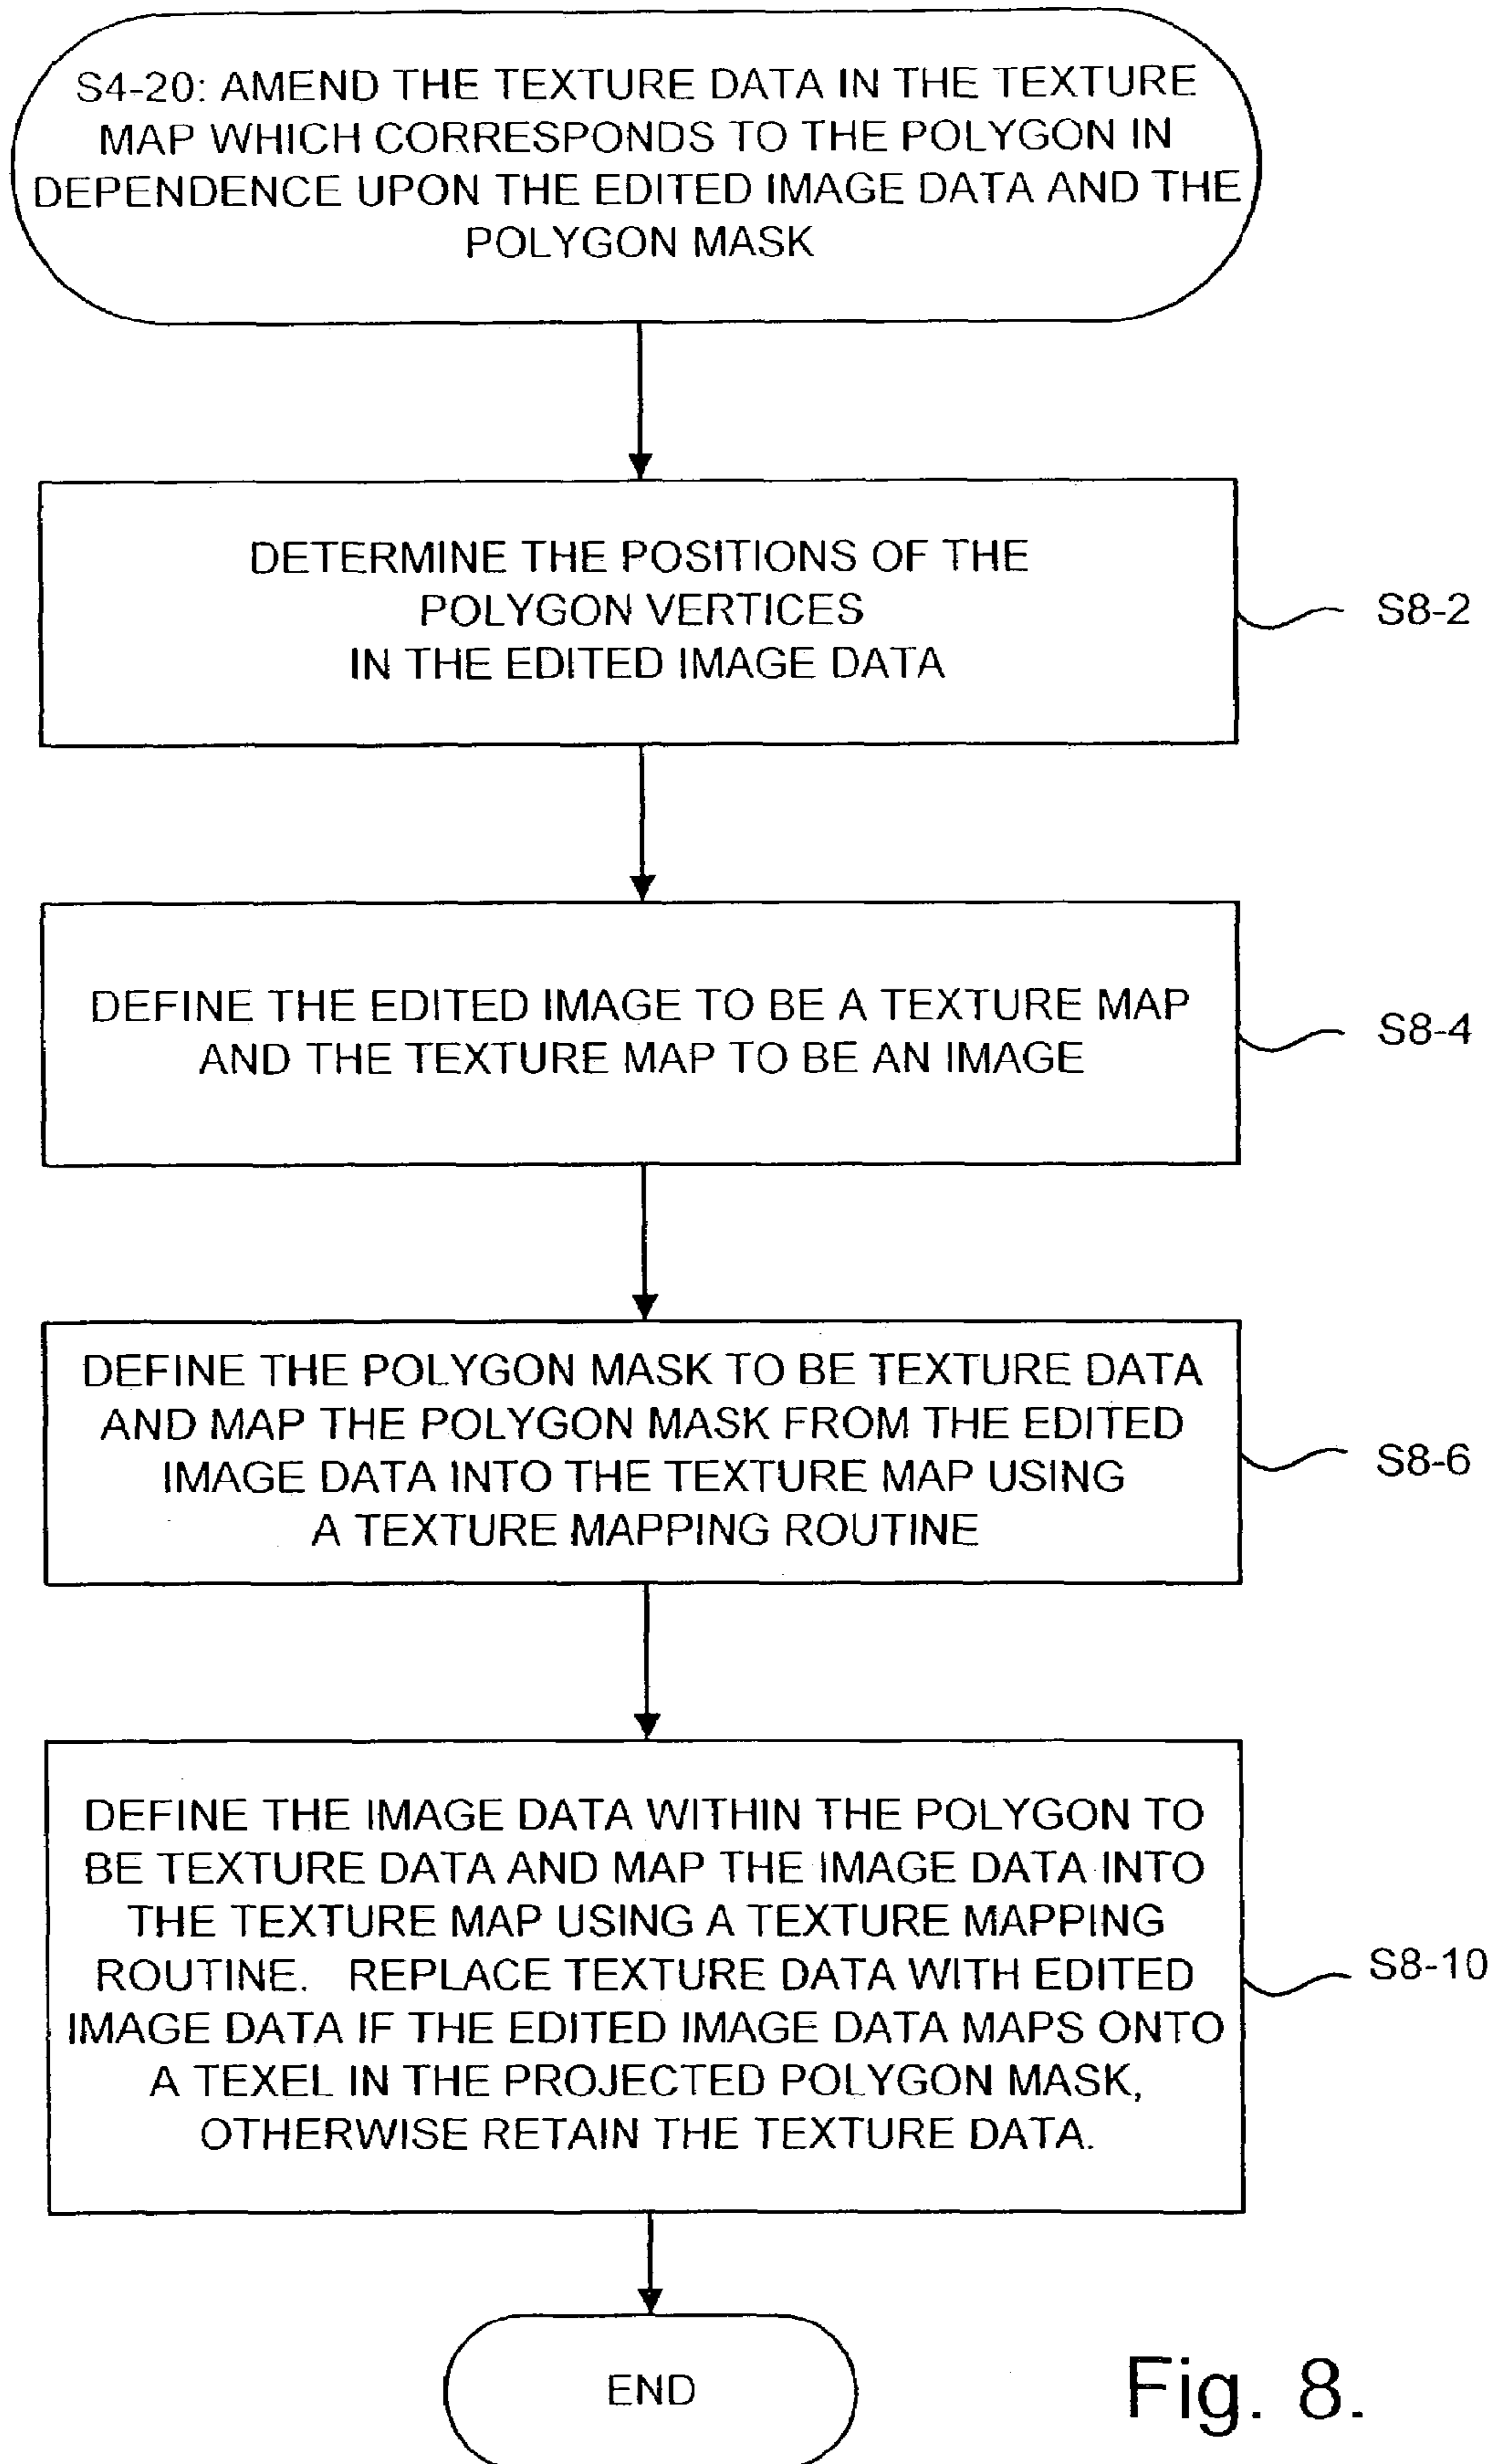 S4-20: AMEND THE TEXTURE DATA IN THE TEXTURE
MAP WHICH CORRESPONDS TO THE POLYGON IN
DEPENDENCE UPON THE EDITED IMAGE DATA AND THE
POLYGON MASK
DETERMINE THE POSITIONS OF THE
POLYGON VERTICES
IN THE EDITED IMAGE DATA
S8-2
DEFINE THE EDITED IMAGE TO BE A TEXTURE MAP
AND THE TEXTURE MAP TO BE AN IMAGE
S8-4
DEFINE THE POLYGON MASK TO BE TEXTURE DATA
AND MAP THE POLYGON MASK FROM THE EDITED
IMAGE DATA INTO THE TEXTURE MAP USING
A TEXTURE MAPPING ROUTINE
S8-6
DEFINE THE IMAGE DATA WITHIN THE POLYGON TO
BE TEXTURE DATA AND MAP THE IMAGE DATA INTO
THE TEXTURE MAP USING A TEXTURE MAPPING
ROUTINE. REPLACE TEXTURE DATA WITH EDITED
IMAGE DATA IF THE EDITED IMAGE DATA MAPS ONTO
A TEXEL IN THE PROJECTED POLYGON MASK,
OTHERWISE RETAIN THE TEXTURE DATA.
S8-10
END
Fig. 8.